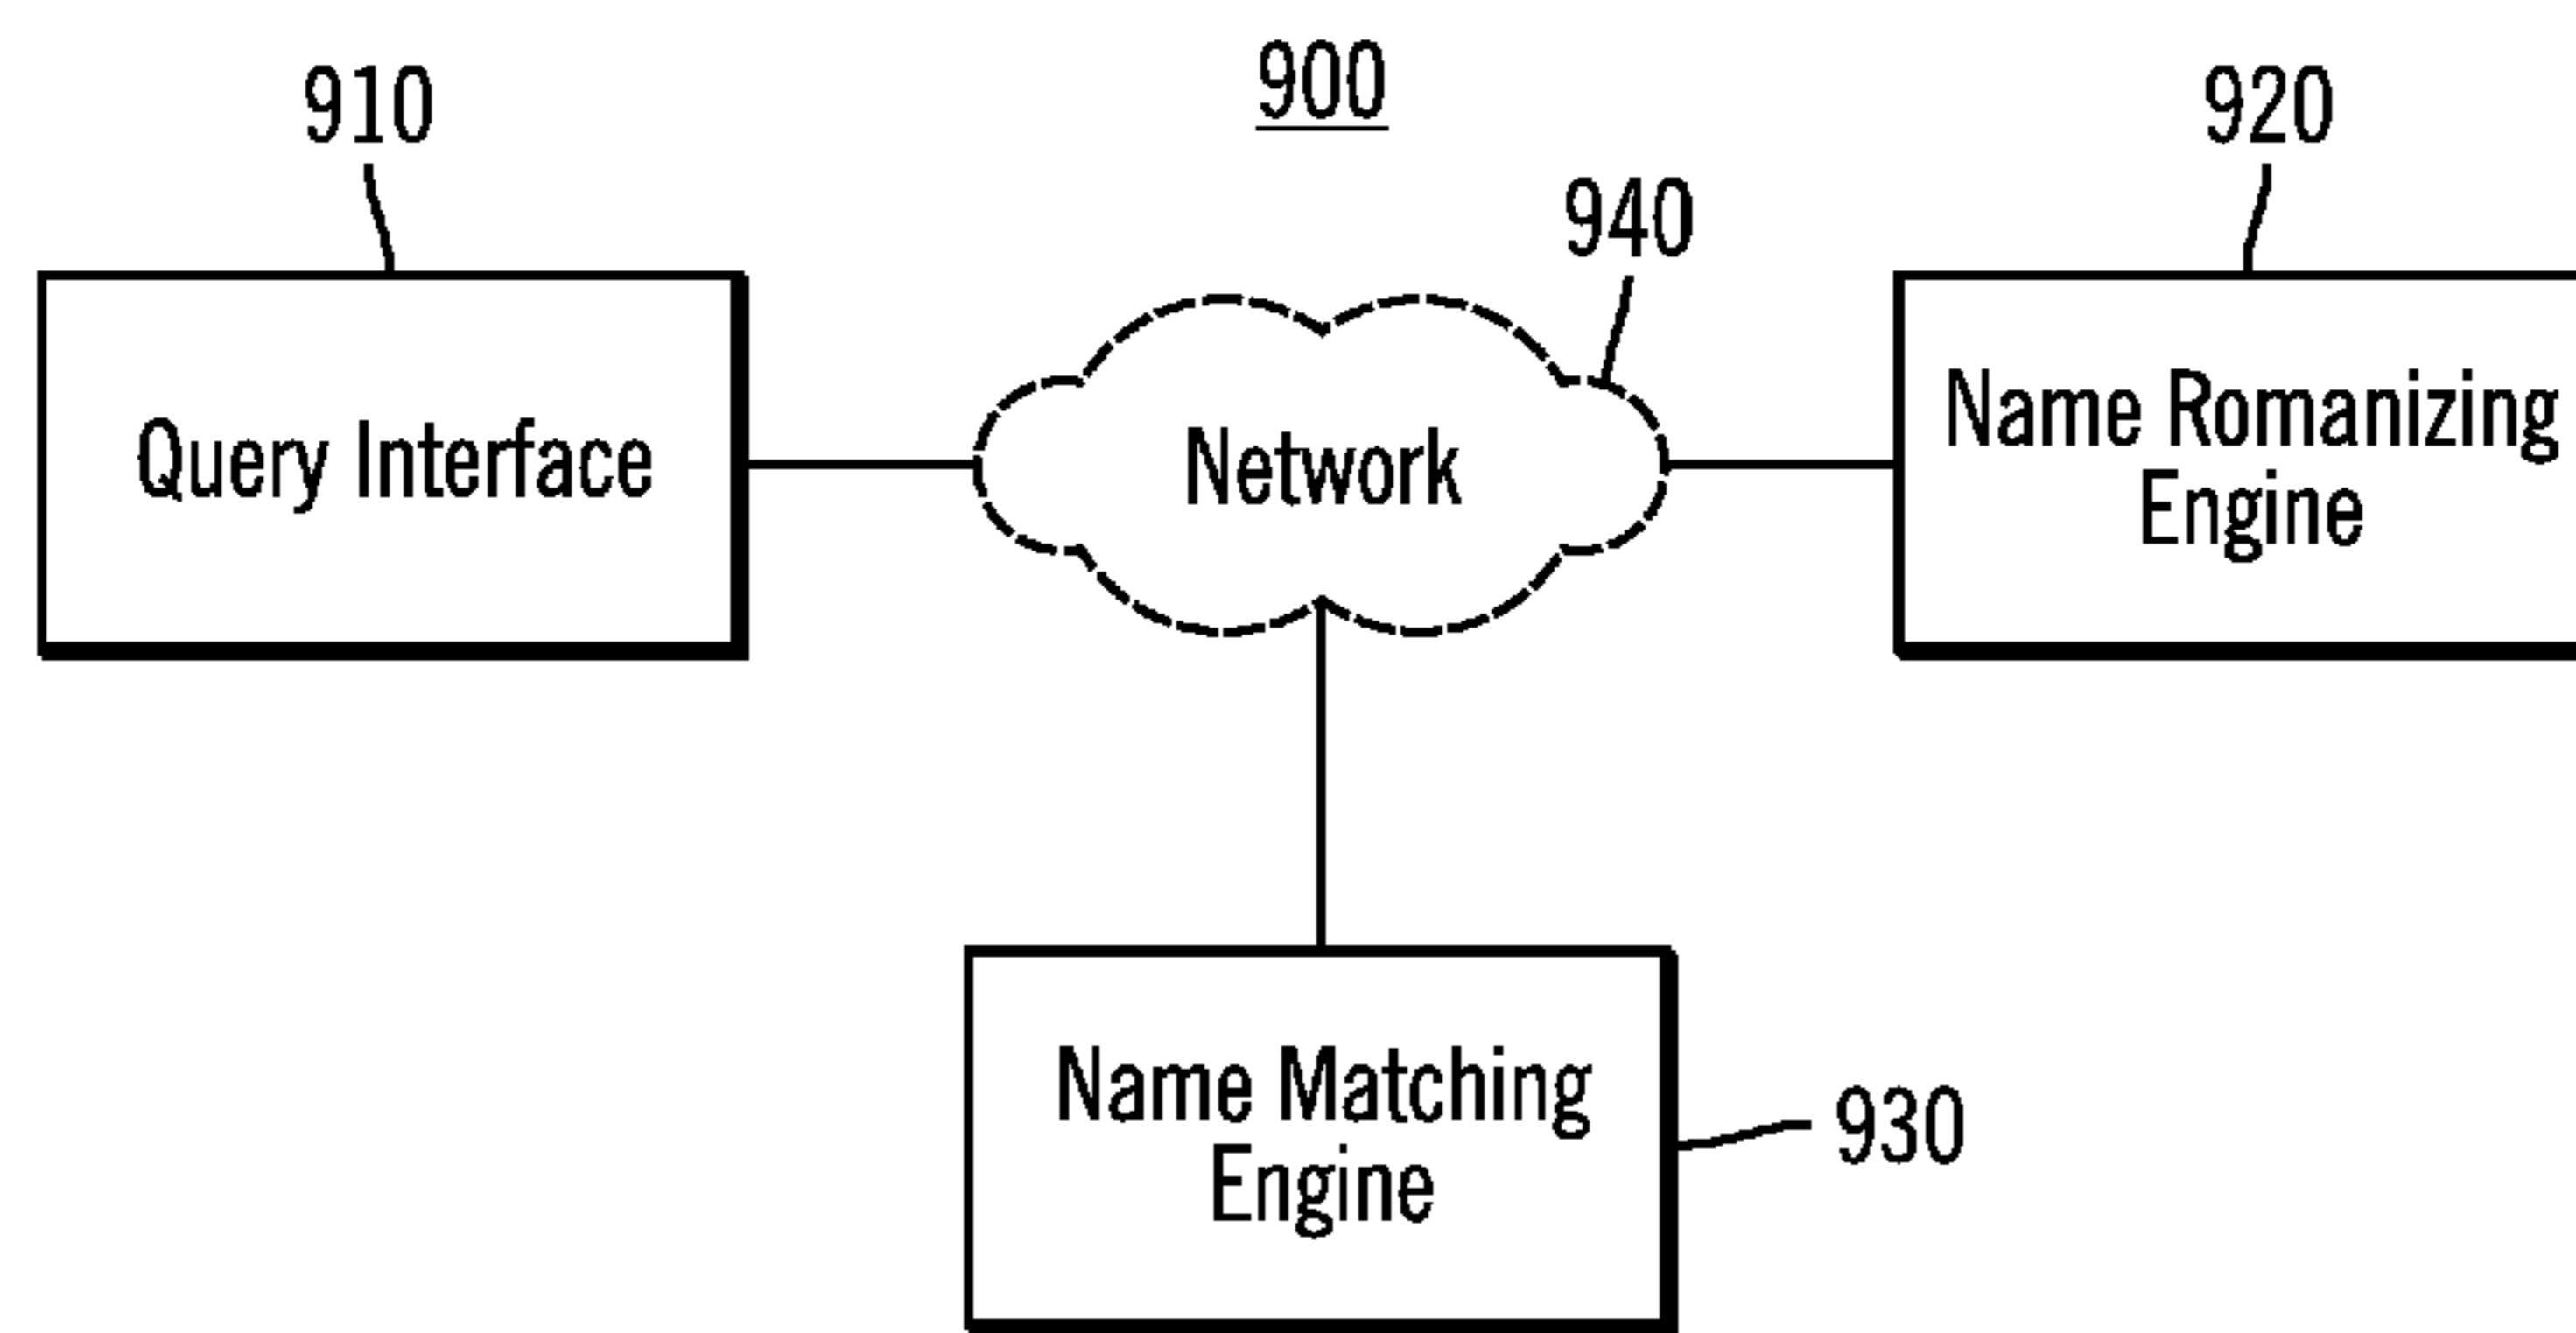 900
910
920
940
Query Interface
Network
Name Romanizing
Engine
Name Matching
Engine
930